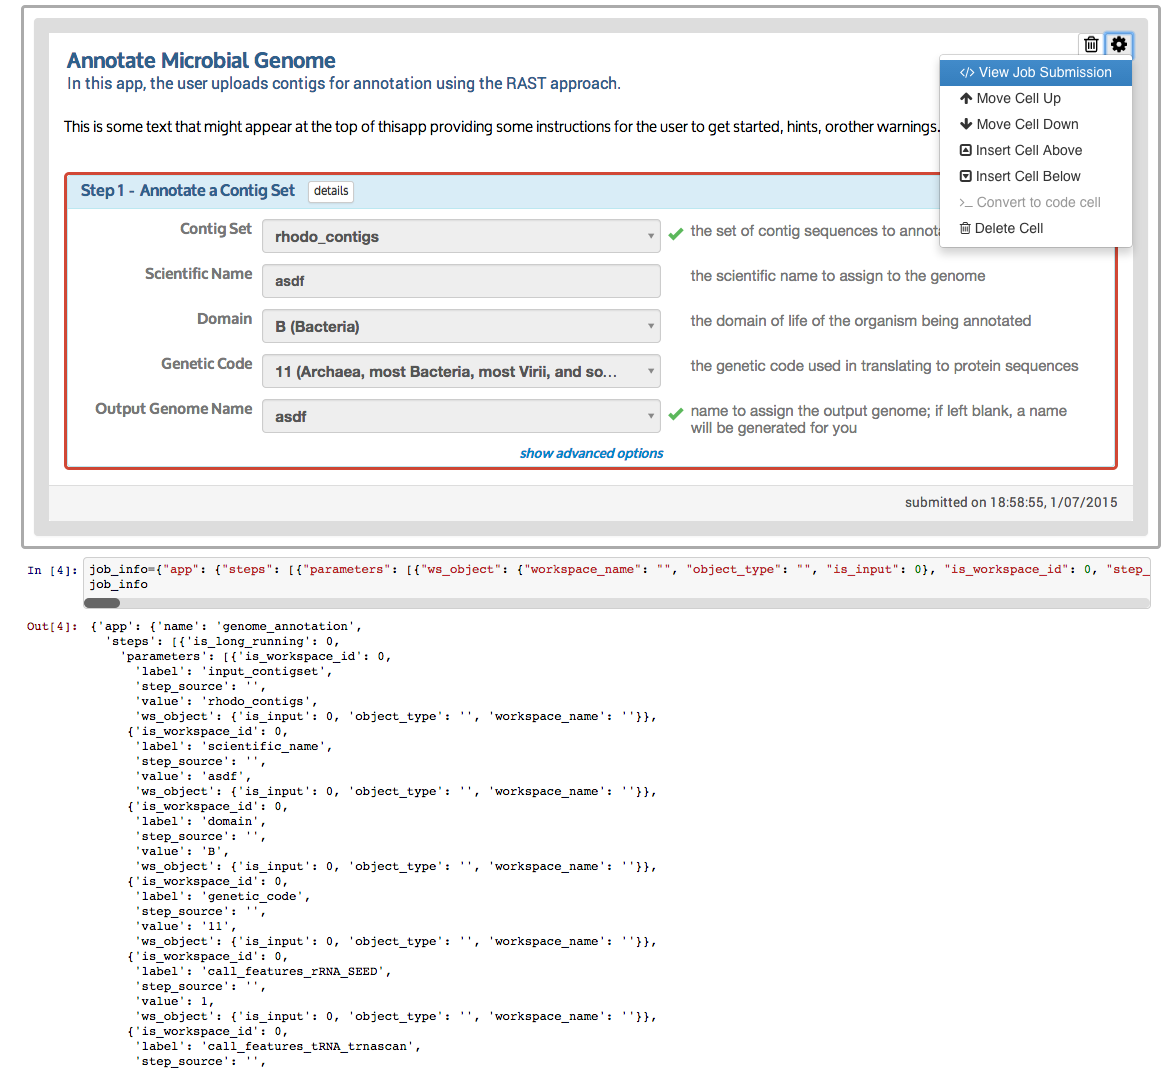 Annotate Microbial Genome
In this app, the user uploads contigs for annotation using the RAST approach.
This is some text that might appear at the top of thisapp providing some instructions for the user to get started, hints, orother warnings.
</> View Job Submission
Move Cell Up
Move Cell Down
Insert Cell Above
Insert Cell Below
>_ Convert to code cell
Delete Cell
Step 1 - Annotate a Contig Set details
Contig Set rhodo_contigs the set of contig sequences to annota
Scientific Name asdf the scientific name to assign to the genome
Domain B (Bacteria) the domain of life of the organism being annotated
Genetic Code 11 (Archaea, most Bacteria, most Virii, and so... the genetic code used in translating to protein sequences
Output Genome Name asdf name to assign the output genome; if left blank, a name
will be generated for you
show advanced options
submitted on 18:58:55, 1/07/2015
In [4]: job_info={"app": {"steps": [{"parameters": [{"ws_object": {"workspace_name": "", "object_type": "", "is_input": 0}, "is_workspace_id": 0, "step_
job_info
Out[4]: {'app': {'name': 'genome_annotation',
'steps': [{'is_long_running': 0,
'parameters': [{'is_workspace_id': 0,
'label': 'input_contigset',
'step_source': '',
'value': 'rhodo_contigs',
'ws_object': {'is_input': 0, 'object_type': '', 'workspace_name': ''}},
{'is_workspace_id': 0,
'label': 'scientific_name',
'step_source': '',
'value': 'asdf',
'ws_object': {'is_input': 0, 'object_type': '', 'workspace_name': ''}},
{'is_workspace_id': 0,
'label': 'domain',
'step_source': '',
'value': 'B',
'ws_object': {'is_input': 0, 'object_type': '', 'workspace_name': ''}},
{'is_workspace_id': 0,
'label': 'genetic_code',
'step_source': '',
'value': '11',
'ws_object': {'is_input': 0, 'object_type': '', 'workspace_name': ''}},
{'is_workspace_id': 0,
'label': 'call_features_rRNA_SEED',
'step_source': '',
'value': 1,
'ws_object': {'is_input': 0, 'object_type': '', 'workspace_name': ''}},
{'is_workspace_id': 0,
'label': 'call_features_tRNA_trnascan',
'step_source': '',